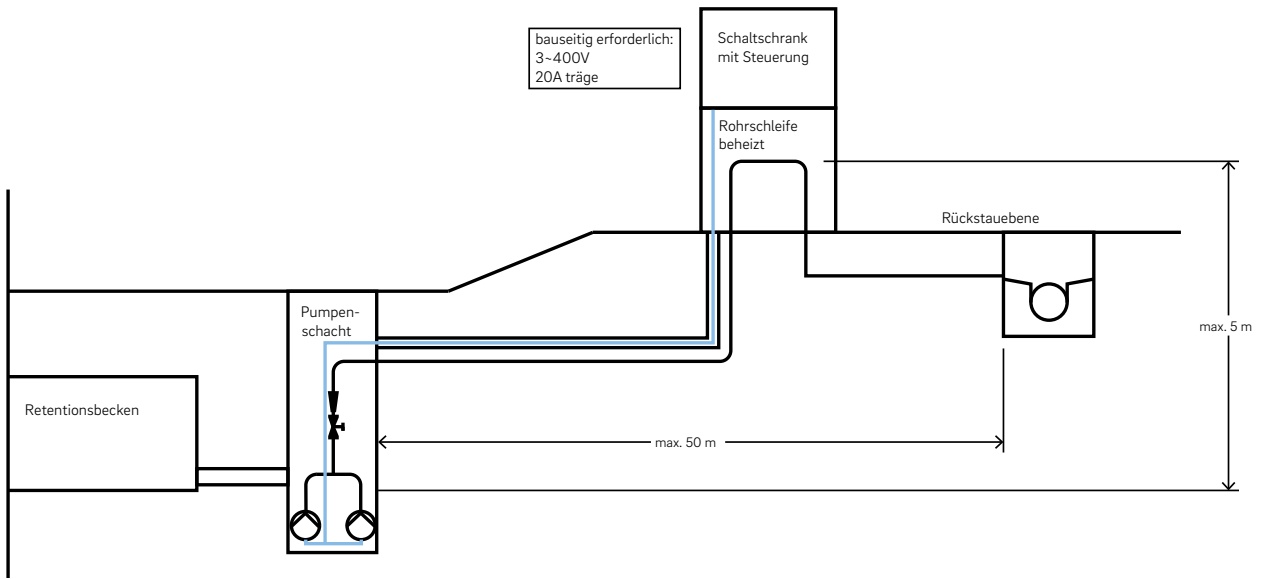 bauseitig erforderlich:
3~400V
20A träge
Schaltschrank
mit Steuerung
Rohrschleife
beheizt
Rückstauebene
Pumpen-
schacht
max. 5 m
Retentionsbecken
max. 50 m